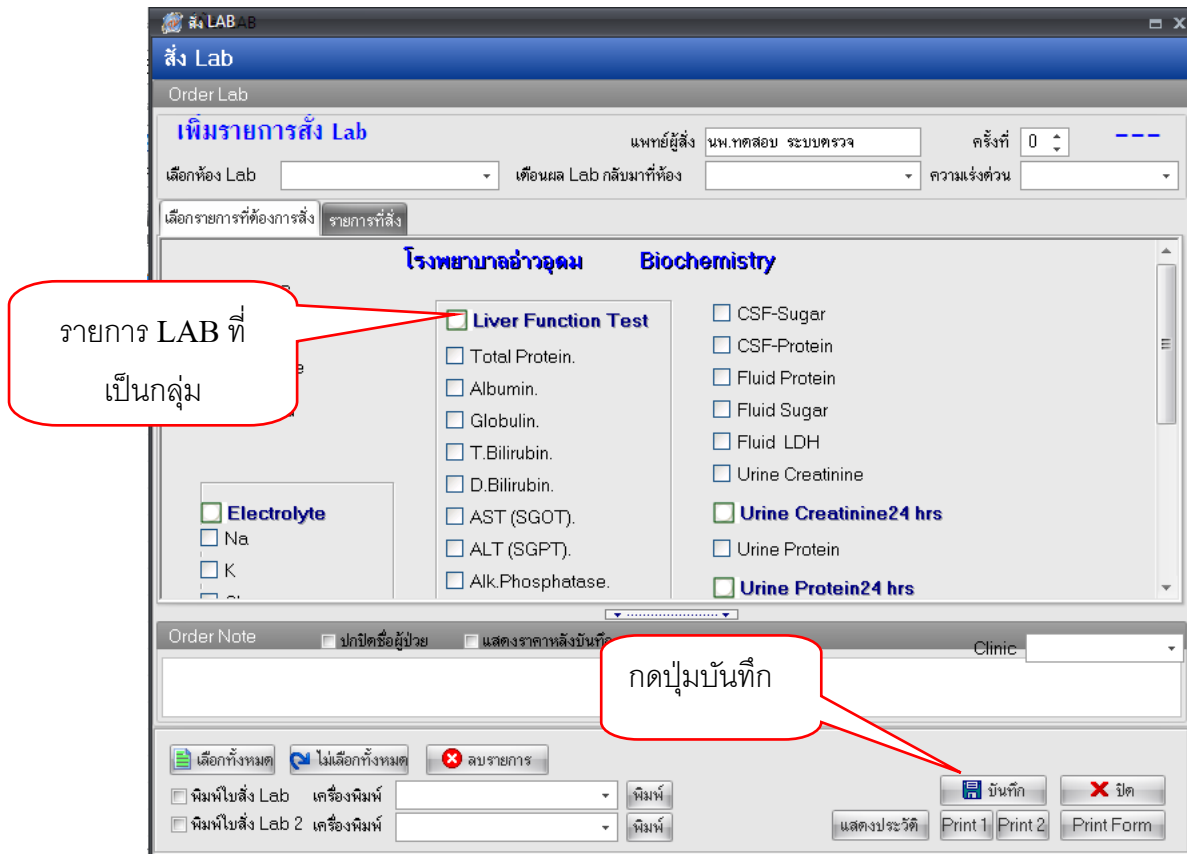 สั่ง LAB
สั่ง Lab
Order Lab
เพิ่มรายการสั่ง Lab
แพทย์ผู้สั่ง นพ.ทดสอบ ระบบตรวจ ครั้งที่ 0 ---
เลือกห้อง Lab เตือนผล Lab กลับมาที่ห้อง ความเร่งด่วน
เลือกรายการที่ต้องการสั่ง รายการที่สั่ง
โรงพยาบาลอ่าวอุดม Biochemistry
รายการ LAB ที่
เป็นกลุ่ม
Electrolyte
Na
K
Liver Function Test
Total Protein.
Albumin.
Globulin.
T.Bilirubin.
D.Bilirubin.
AST (SGOT).
ALT (SGPT).
Alk.Phosphatase.
CSF-Sugar
CSF-Protein
Fluid Protein
Fluid Sugar
Fluid LDH
Urine Creatinine
Urine Creatinine24 hrs
Urine Protein
Urine Protein24 hrs
Order Note ปกปิดชื่อผู้ป่วย แสดงราคาหลังบันทึก Clinic
กดปุ่มบันทึก
เลือกทั้งหมด ไม่เลือกทั้งหมด ลบรายการ
พิมพ์ใบสั่ง Lab เครื่องพิมพ์ พิมพ์ บันทึก ปิด
พิมพ์ใบสั่ง Lab 2 เครื่องพิมพ์ พิมพ์ แสดงประวัติ Print 1 Print 2 Print Form